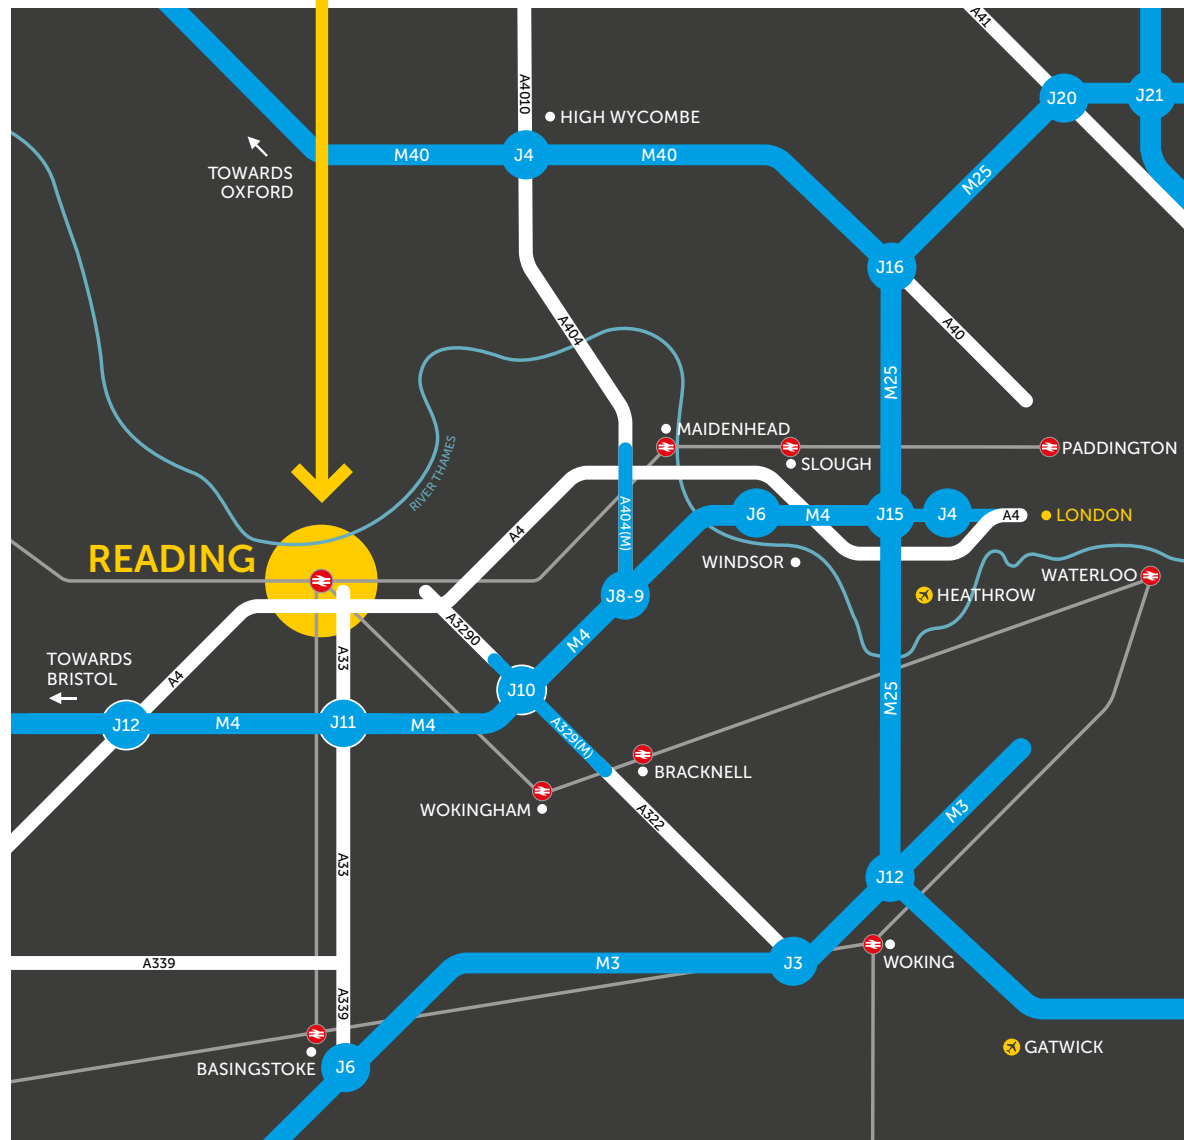 A41
A4010
J20
J21
HIGH WYCOMBE
M40
J4
M40
TOWARDS
OXFORD
M25
J16
A404
A40
M25
MAIDENHEAD
PADDINGTON
SLOUGH
RIVER THAMES
A404(M)
J6
M4
J15
J4
A4
LONDON
A4
READING
WINDSOR
WATERLOO
J8-9
HEATHROW
A3290
M4
A33
TOWARDS
BRISTOL
A4
J10
M25
J12
M4
J11
M4
A329(M)
BRACKNELL
WOKINGHAM
A322
M3
A33
J12
A339
M3
J3
WOKING
A339
BASINGSTOKE
J6
GATWICK